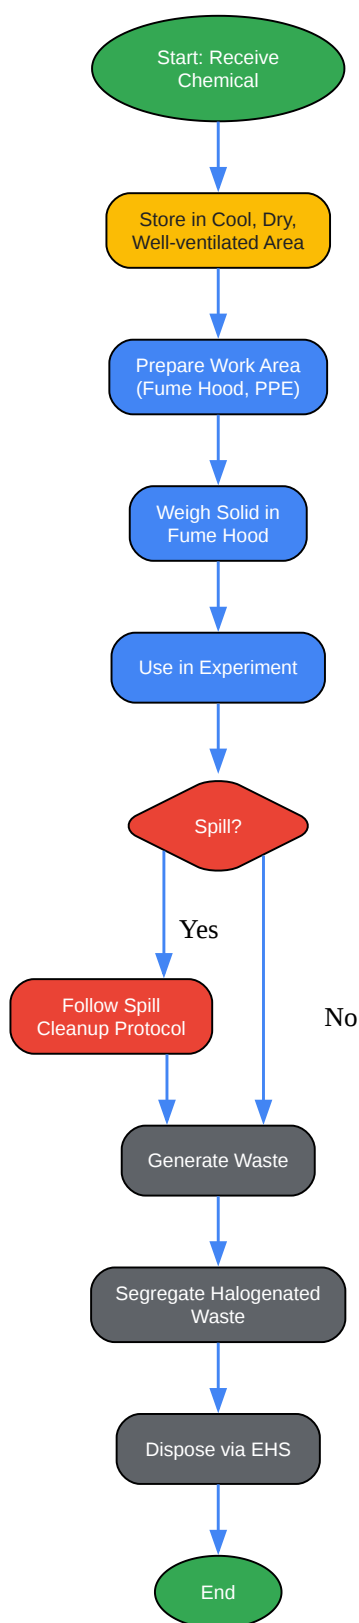 Start: Receive
Chemical
Store in Cool, Dry,
Well-ventilated Area
Prepare Work Area
(Fume Hood, PPE)
Weigh Solid in
Fume Hood
Use in Experiment
Spill?
Yes
Follow Spill
Cleanup Protocol
No
Generate Waste
Segregate Halogenated
Waste
Dispose via EHS
End